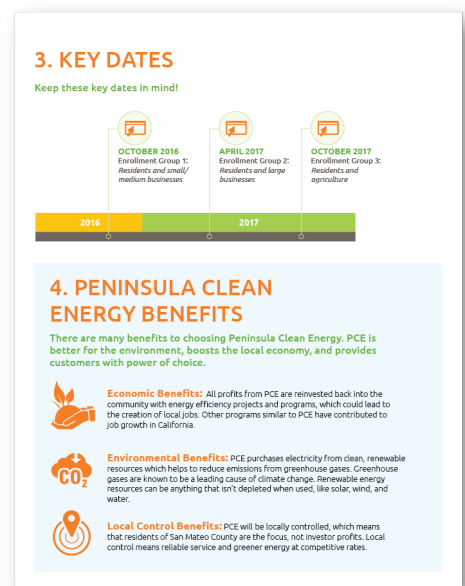 3. KEY DATES
Keep these key dates in mind!
OCTOBER 2016
Enrollment Group 1:
Residents and small/
medium businesses
APRIL 2017
Enrollment Group 2:
Residents and large
businesses
OCTOBER 2017
Enrollment Group 3:
Residents and
agriculture
2016
2017
4. PENINSULA CLEAN
ENERGY BENEFITS
There are many benefits to choosing Peninsula Clean Energy. PCE is
better for the environment, boosts the local economy, and provides
customers with power of choice.
Economic Benefits: All profits from PCE are reinvested back into the
community with energy efficiency projects and programs, which could lead to
the creation of local jobs. Other programs similar to PCE have contributed to
job growth in California.
CO2
Environmental Benefits: PCE purchases electricity from clean, renewable
resources which helps to reduce emissions from greenhouse gases. Greenhouse
gases are known to be a leading cause of climate change. Renewable energy
resources can be anything that isn't depleted when used, like solar, wind, and
water.
Local Control Benefits: PCE will be locally controlled, which means
that residents of San Mateo County are the focus, not investor profits. Local
control means reliable service and greener energy at competitive rates.